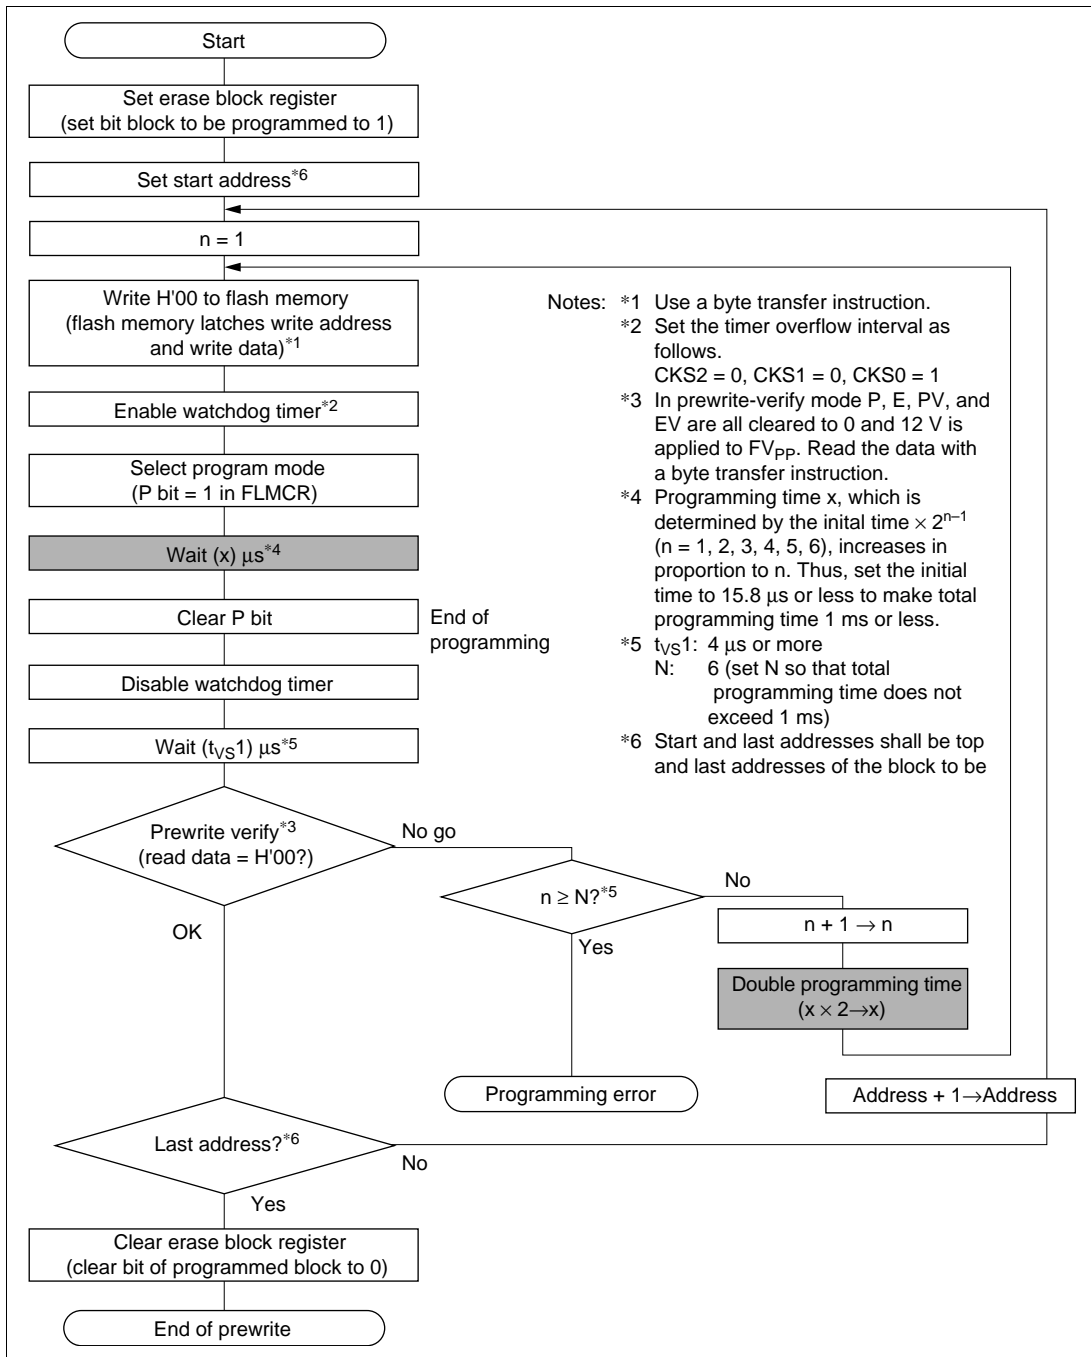 Start
Set erase block register
(set bit block to be programmed to 1)
Set start address*6
n = 1
Write H'00 to flash memory
(flash memory latches write address
and write data)*1
Enable watchdog timer*2
Select program mode
(P bit = 1 in FLMCR)
Wait (x) μs*4
Clear P bit
End of
programming
Disable watchdog timer
Wait (tVS1) μs*5
Prewrite verify*3
(read data = H'00?)
No go
OK
n ≥ N?*5
No
Yes
n + 1 → n
Double programming time
(x × 2→x)
Programming error
Address + 1→Address
Last address?*6
No
Yes
Clear erase block register
(clear bit of programmed block to 0)
End of prewrite
Notes: *1 Use a byte transfer instruction.
*2 Set the timer overflow interval as
follows.
CKS2 = 0, CKS1 = 0, CKS0 = 1
*3 In prewrite-verify mode P, E, PV, and
EV are all cleared to 0 and 12 V is
applied to FVPP. Read the data with
a byte transfer instruction.
*4 Programming time x, which is
determined by the inital time × 2^n–1
(n = 1, 2, 3, 4, 5, 6), increases in
proportion to n. Thus, set the initial
time to 15.8 μs or less to make total
programming time 1 ms or less.
*5 tVS1: 4 μs or more
N: 6 (set N so that total
programming time does not
exceed 1 ms)
*6 Start and last addresses shall be top
and last addresses of the block to be